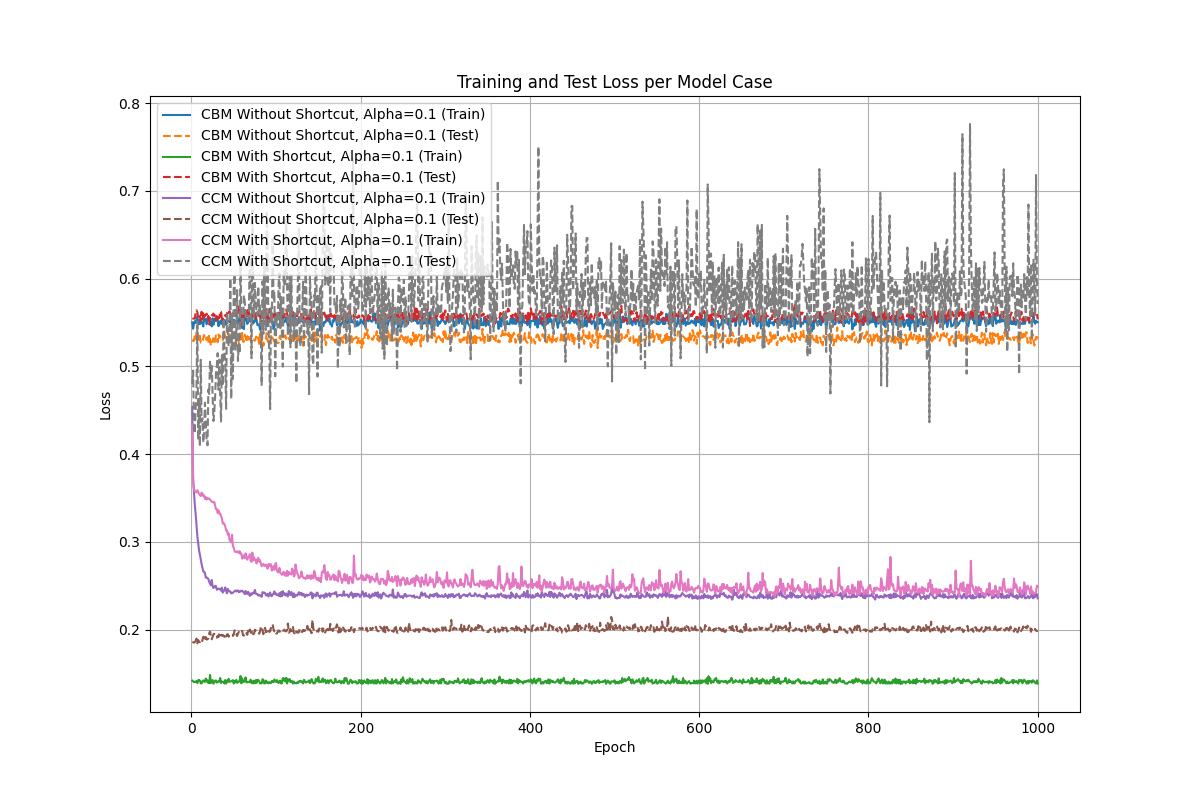 Training and Test Loss per Model Case
0.8
0.7
0.6
0.5
0.4
0.3
0.2
Loss
CBM Without Shortcut, Alpha=0.1 (Train)
CBM Without Shortcut, Alpha=0.1 (Test)
CBM With Shortcut, Alpha=0.1 (Train)
CBM With Shortcut, Alpha=0.1 (Test)
CCM Without Shortcut, Alpha=0.1 (Train)
CCM Without Shortcut, Alpha=0.1 (Test)
CCM With Shortcut, Alpha=0.1 (Train)
CCM With Shortcut, Alpha=0.1 (Test)
0 200 400 600 800 1000
Epoch